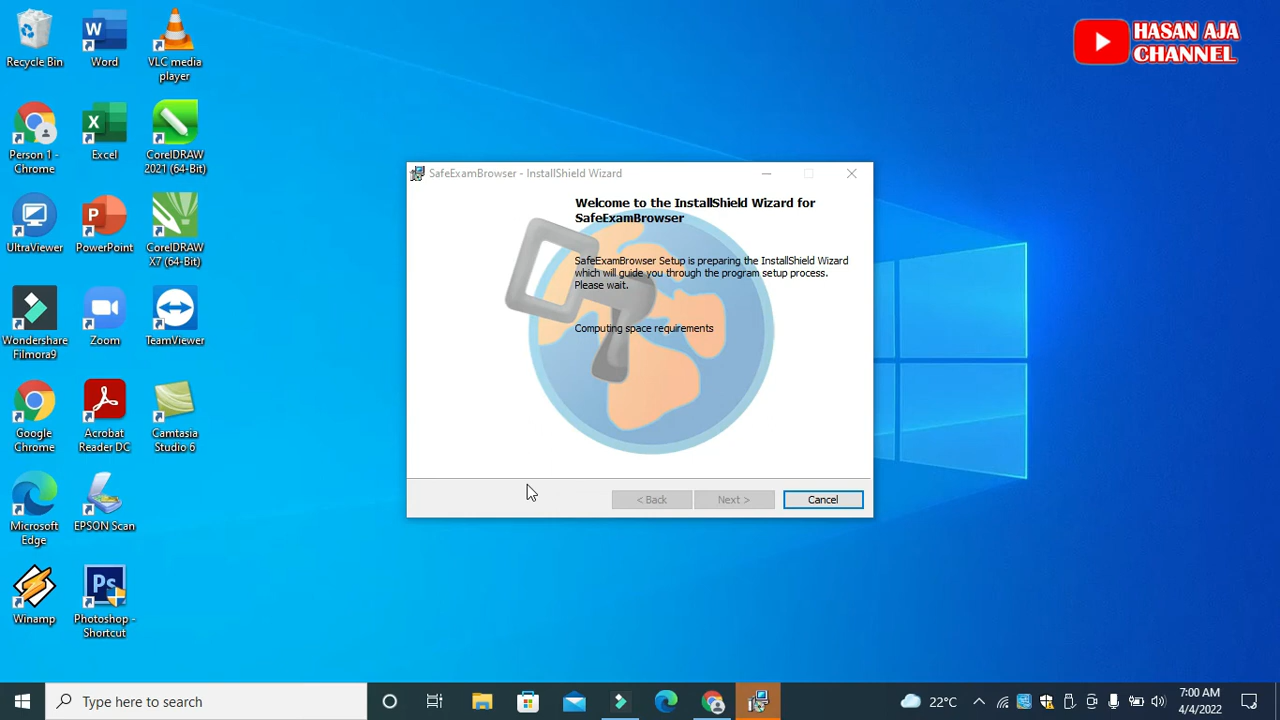 HASAN AJA
CHANNEL
Recycle Bin
Word
VLC media
player
Person 1 -
Chrome
Excel
CorelDRAW
2021 (64-Bit)
UltraViewer
PowerPoint
CorelDRAW
X7 (64-Bit)
Wondershare
Filmora9
Zoom
TeamViewer
Google
Chrome
Acrobat
Reader DC
Camtasia
Studio 6
Microsoft
Edge
EPSON Scan
Winamp
Photoshop -
Shortcut
SafeExamBrowser - InstallShield Wizard
Welcome to the InstallShield Wizard for
SafeExamBrowser
SafeExamBrowser Setup is preparing the InstallShield Wizard
which will guide you through the program setup process.
Please wait.
Computing space requirements
< Back
Next >
Cancel
Type here to search
22°C
7:00 AM
4/4/2022